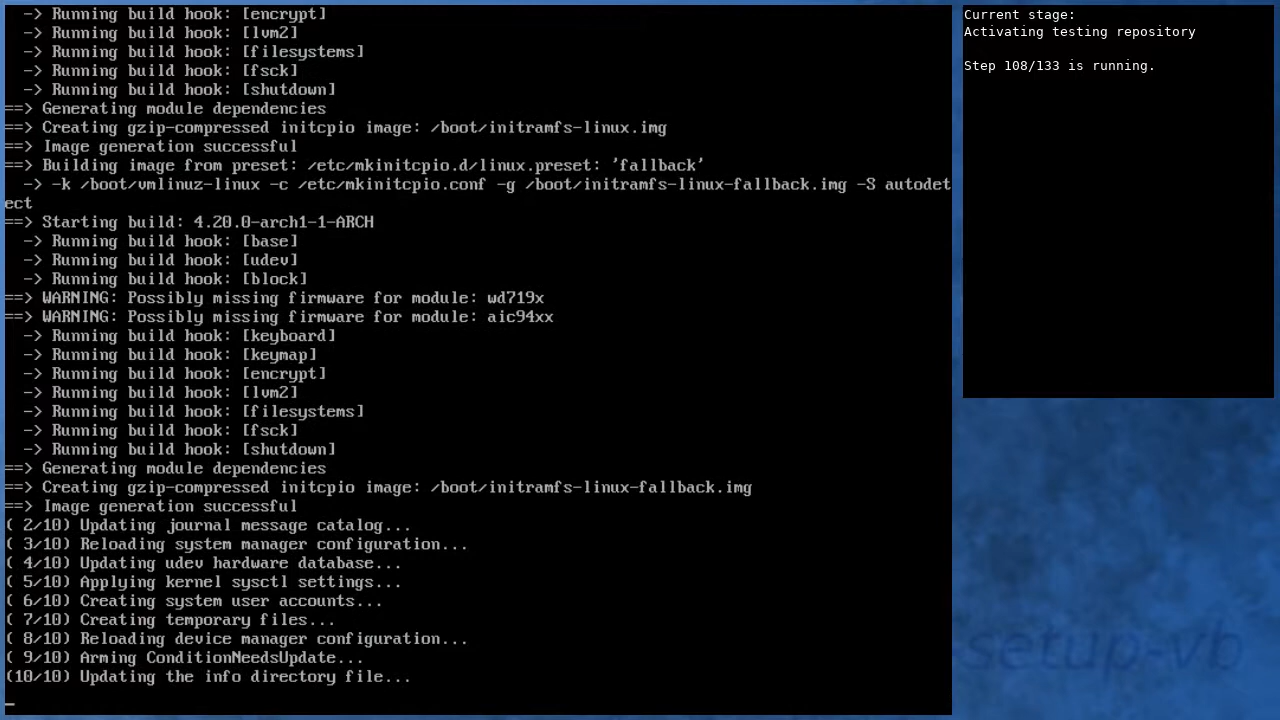 -> Running build hook: [encrypt]
  -> Running build hook: [lvm2]
  -> Running build hook: [filesystems]
  -> Running build hook: [fsck]
  -> Running build hook: [shutdown]
==> Generating module dependencies
==> Creating gzip-compressed initcpio image: /boot/initramfs-linux.img
==> Image generation successful
==> Building image from preset: /etc/mkinitcpio.d/linux.preset: 'fallback'
  -> -k /boot/vmlinuz-linux -c /etc/mkinitcpio.conf -g /boot/initramfs-linux-fallback.img -S autodet
ect
==> Starting build: 4.20.0-arch1-1-ARCH
  -> Running build hook: [base]
  -> Running build hook: [udev]
  -> Running build hook: [block]
==> WARNING: Possibly missing firmware for module: wd719x
==> WARNING: Possibly missing firmware for module: aic94xx
  -> Running build hook: [keyboard]
  -> Running build hook: [keymap]
  -> Running build hook: [encrypt]
  -> Running build hook: [lvm2]
  -> Running build hook: [filesystems]
  -> Running build hook: [fsck]
  -> Running build hook: [shutdown]
==> Generating module dependencies
==> Creating gzip-compressed initcpio image: /boot/initramfs-linux-fallback.img
==> Image generation successful
( 2/10) Updating journal message catalog...
( 3/10) Reloading system manager configuration...
( 4/10) Updating udev hardware database...
( 5/10) Applying kernel sysctl settings...
( 6/10) Creating system user accounts...
( 7/10) Creating temporary files...
( 8/10) Reloading device manager configuration...
( 9/10) Arming ConditionNeedsUpdate...
(10/10) Updating the info directory file...
_
Current stage:
Activating testing repository
Step 108/133 is running.
setup-vb